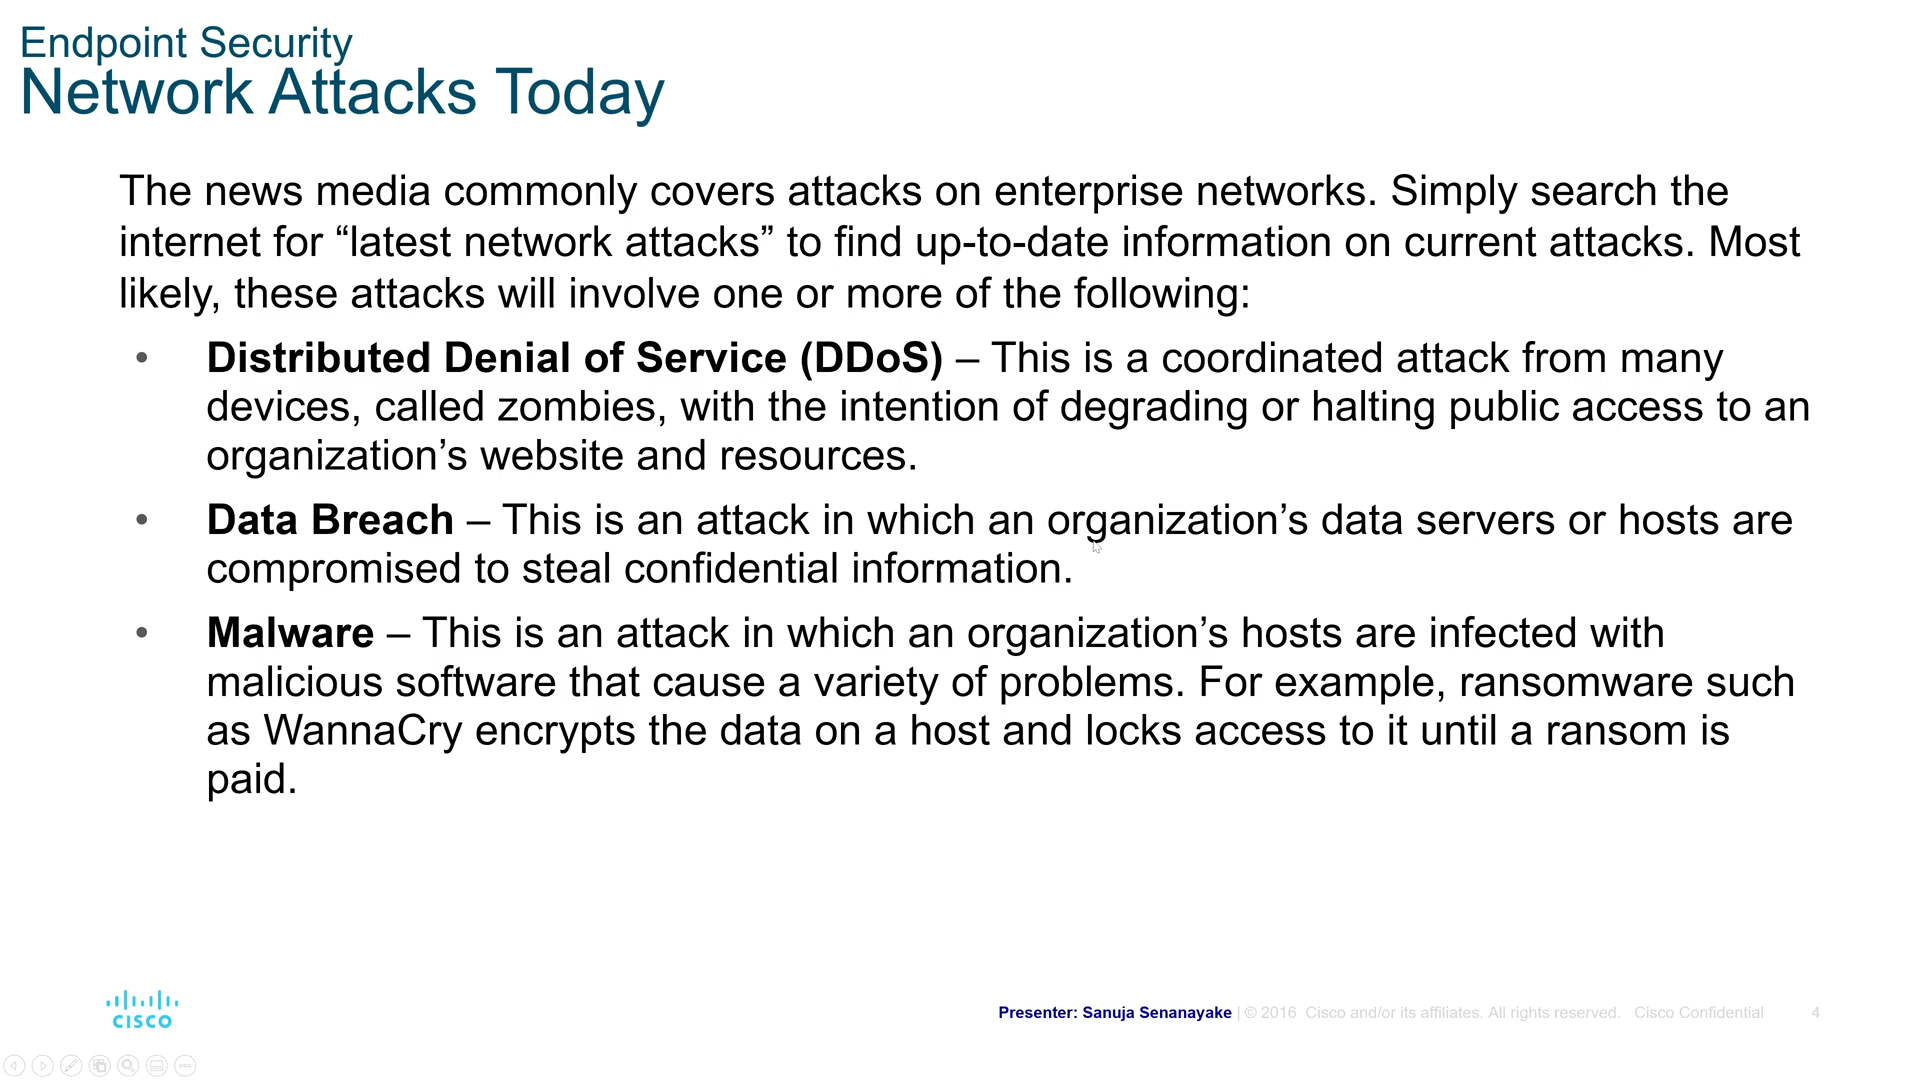 Endpoint Security
Network Attacks Today
The news media commonly covers attacks on enterprise networks. Simply search the
internet for “latest network attacks” to find up-to-date information on current attacks. Most
likely, these attacks will involve one or more of the following:
• Distributed Denial of Service (DDoS) – This is a coordinated attack from many
devices, called zombies, with the intention of degrading or halting public access to an
organization’s website and resources.
• Data Breach – This is an attack in which an organization’s data servers or hosts are
compromised to steal confidential information.
• Malware – This is an attack in which an organization’s hosts are infected with
malicious software that cause a variety of problems. For example, ransomware such
as WannaCry encrypts the data on a host and locks access to it until a ransom is
paid.
CISCO
Presenter: Sanuja Senanayake | © 2016 Cisco and/or its affiliates. All rights reserved. Cisco Confidential 4